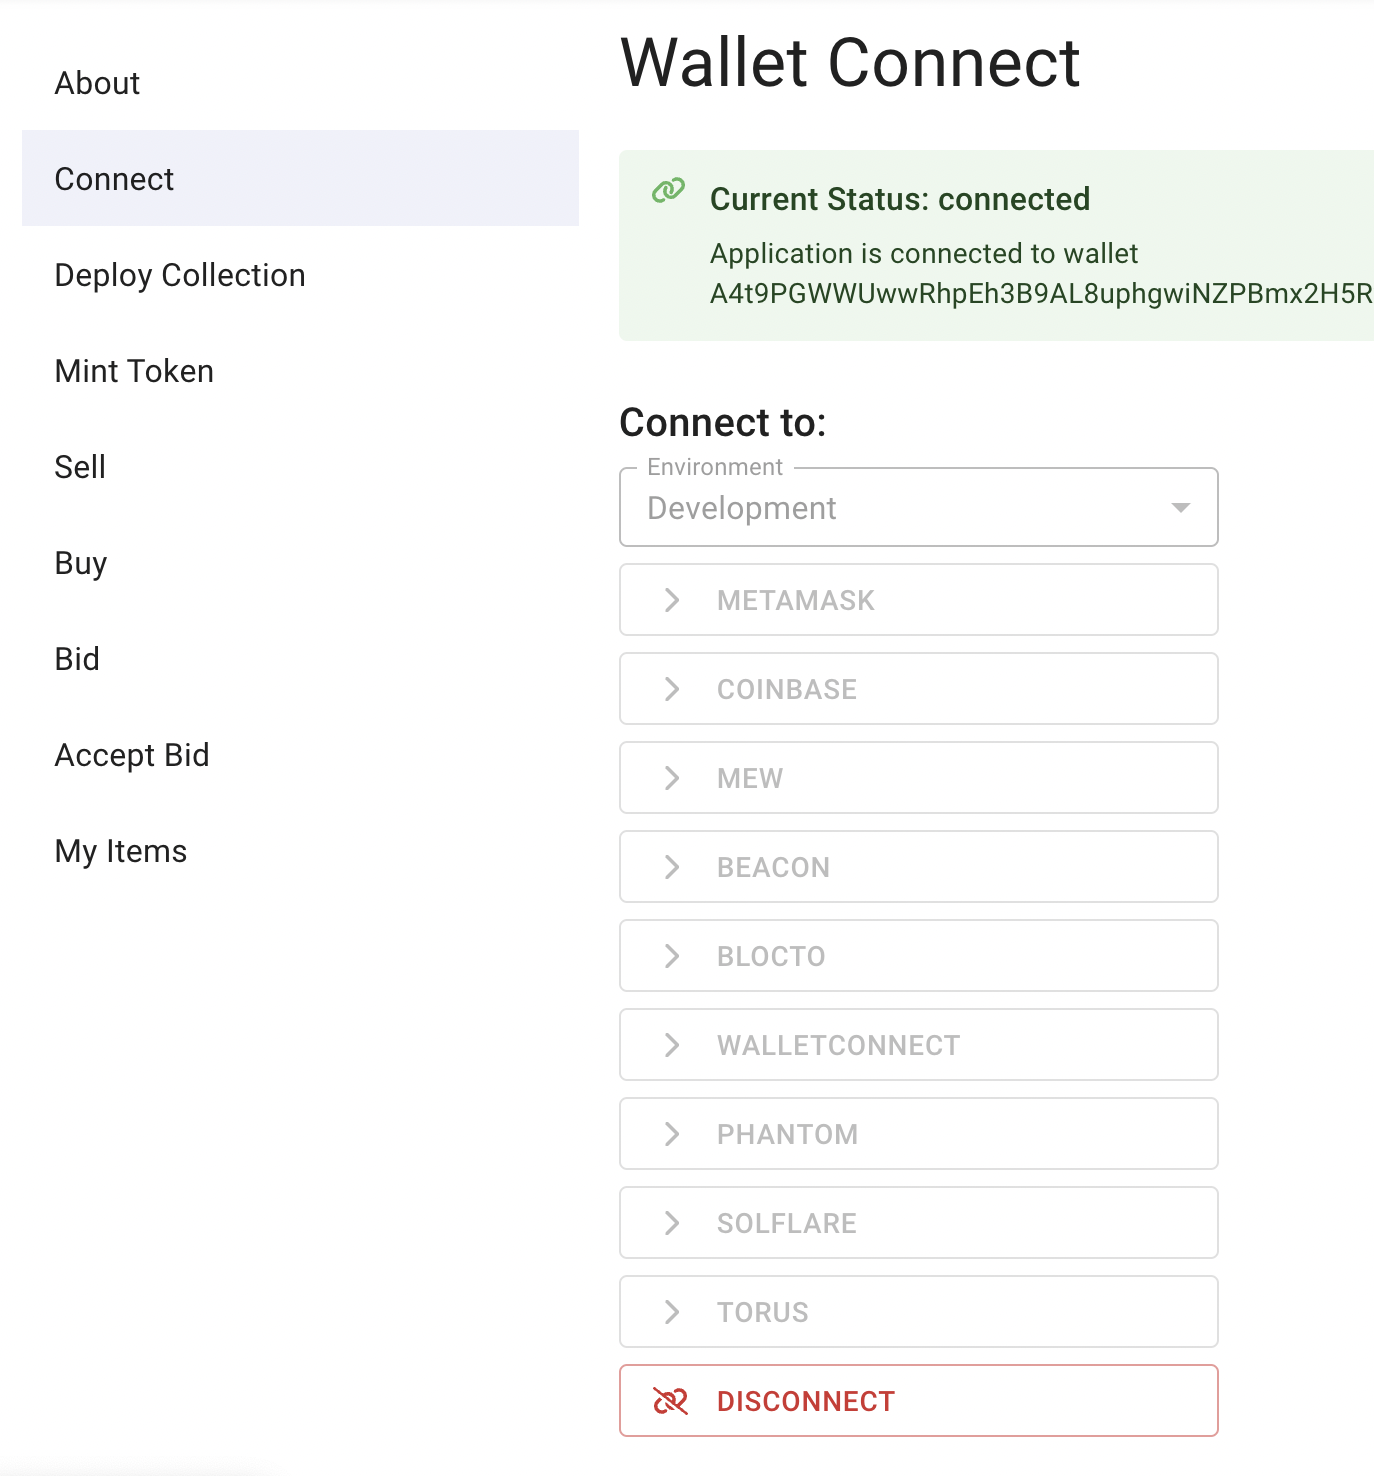 About
Connect
Deploy Collection
Mint Token
Sell
Buy
Bid
Accept Bid
My Items
Wallet Connect
Current Status: connected
Application is connected to wallet
A4t9PGWWUwwRhpEh3B9AL8uphgwiNZPBmx2H5R
Connect to:
Environment
Development
METAMASK
COINBASE
MEW
BEACON
BLOCTO
WALLETCONNECT
PHANTOM
SOLFLARE
TORUS
DISCONNECT